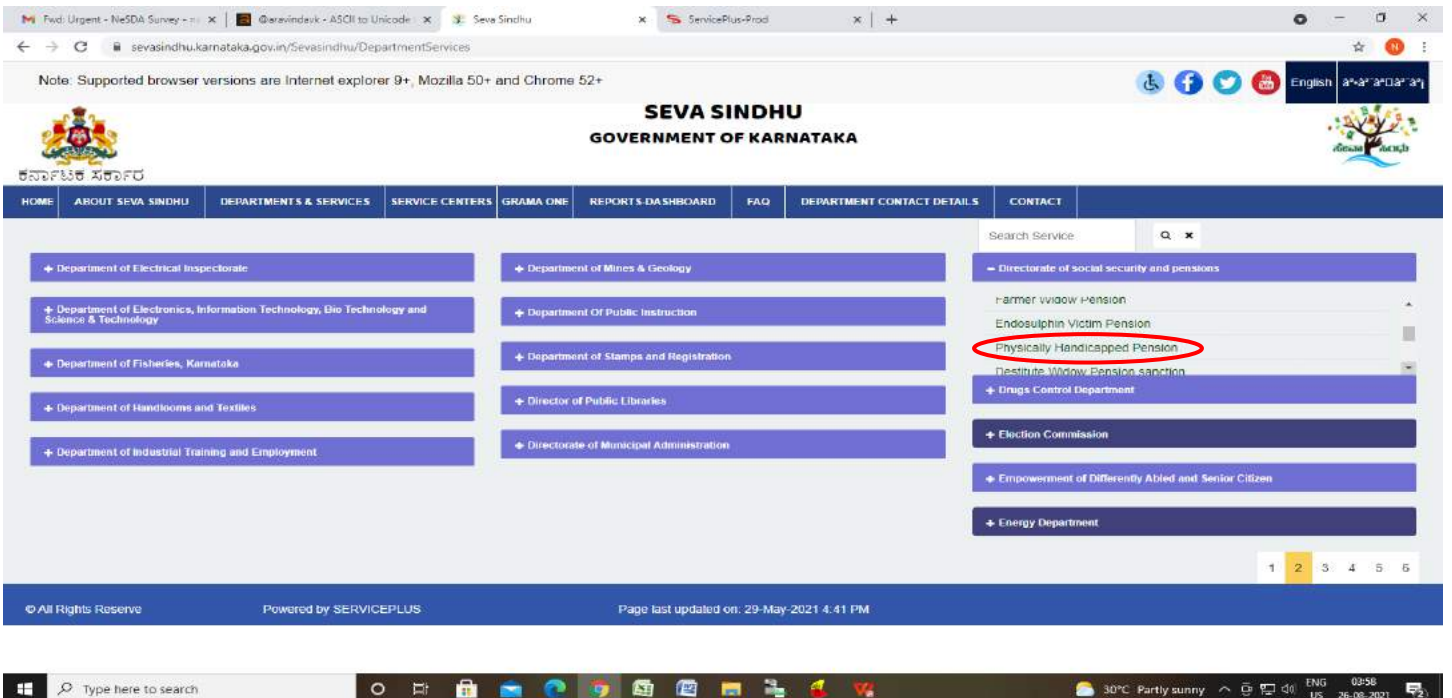 Fwd: Urgent - NeSDA Survey - n
@aravindavk - ASCII to Unicode
Seva Sindhu
ServicePlus-Prod
sevasindhu.karnataka.gov.in/Sevasindhu/DepartmentServices
N
Note: Supported browser versions are Internet explorer 9+, Mozilla 50+ and Chrome 52+
English
SEVA SINDHU
GOVERNMENT OF KARNATAKA
ಕರ್ನಾಟಕ ಸರ್ಕಾರ
HOME
ABOUT SEVA SINDHU
DEPARTMENTS & SERVICES
SERVICE CENTERS
GRAMA ONE
REPORTS-DASHBOARD
FAQ
DEPARTMENT CONTACT DETAILS
CONTACT
Search Service
+ Department of Electrical Inspectorate
+ Department of Electronics, Information Technology, Bio Technology and
Science & Technology
+ Department of Fisheries, Karnataka
+ Department of Handlooms and Textiles
+ Department of Industrial Training and Employment
+ Department of Mines & Geology
+ Department Of Public Instruction
+ Department of Stamps and Registration
+ Director of Public Libraries
+ Directorate of Municipal Administration
– Directorate of social security and pensions
Farmer Widow Pension
Endosulphin Victim Pension
Physically Handicapped Pension
Destitute Widow Pension sanction
+ Drugs Control Department
+ Election Commission
+ Empowerment of Differently Abled and Senior Citizen
+ Energy Department
1 2 3 4 5 6
© All Rights Reserve
Powered by SERVICEPLUS
Page last updated on: 29-May-2021 4:41 PM
Type here to search
30°C Partly sunny
ENG
US
03:58
26-08-2021